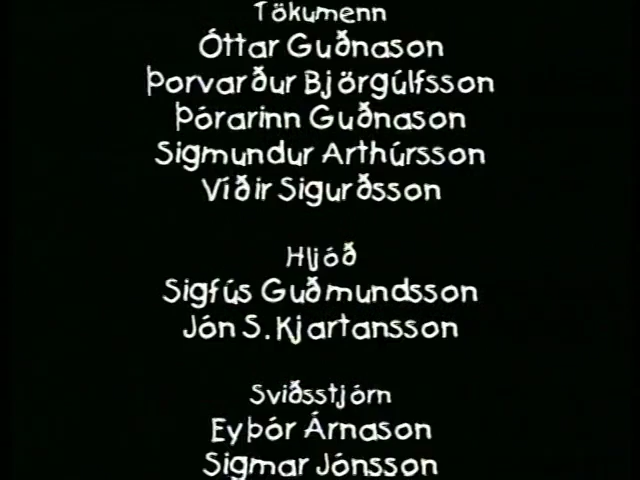 Tökumenn
Óttar Guðnason
Þorvarður Björgúlfsson
Þórarinn Guðnason
Sigmundur Arthúrsson
Víðir Sigurðsson
Hljóð
Sigfús Guðmundsson
Jón S. Kjartansson
Sviðsstjórn
Eyþór Árnason
Sigmar Jónsson